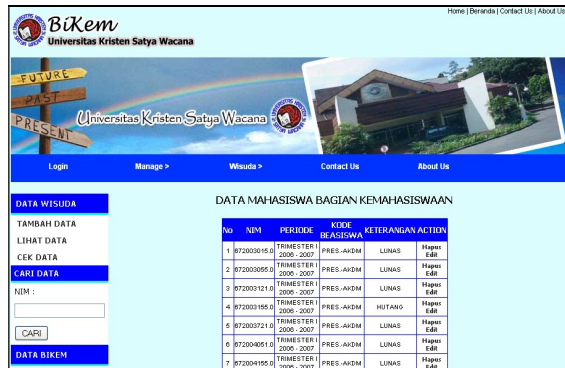 Home | Beranda | Contact Us | About Us
BiKem
Universitas Kristen Satya Wacana
FUTURE
PAST
PRESENT
Universitas Kristen Satya Wacana
Login Manage > Wisuda > Contact Us About Us
DATA WISUDA
TAMBAH DATA
LIHAT DATA
CEK DATA
CARI DATA
NIM :
CARI
DATA BIKEM
DATA MAHASISWA BAGIAN KEMAHASISWAAN
No NIM PERIODE KODE BEASISWA KETERANGAN ACTION
1 672003015.0 TRIMESTER I 2006 - 2007 PRES.-AKDM LUNAS Hapus Edit
2 672003055.0 TRIMESTER I 2006 - 2007 PRES.-AKDM LUNAS Hapus Edit
3 672003121.0 TRIMESTER I 2006 - 2007 PRES.-AKDM LUNAS Hapus Edit
4 672003155.0 TRIMESTER I 2006 - 2007 PRES.-AKDM HUTANG Hapus Edit
5 672003721.0 TRIMESTER I 2006 - 2007 PRES.-AKDM LUNAS Hapus Edit
6 672004051.0 TRIMESTER I 2006 - 2007 PRES.-AKDM LUNAS Hapus Edit
7 672004155.0 TRIMESTER I 2006 - 2007 PRES.-AKDM LUNAS Hapus Edit